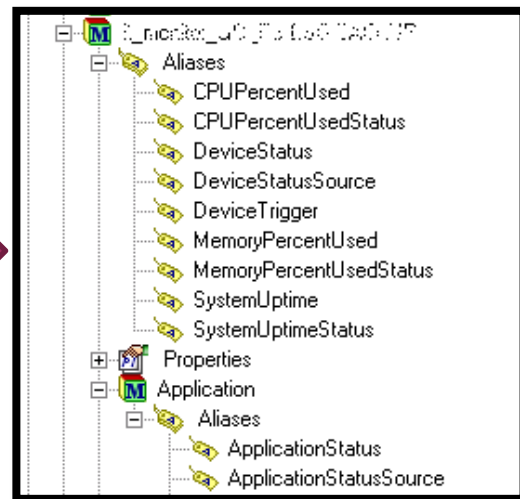 Aliases
CPUPercentUsed
CPUPercentUsedStatus
DeviceStatus
DeviceStatusSource
DeviceTrigger
MemoryPercentUsed
MemoryPercentUsedStatus
SystemUptime
SystemUptimeStatus
Properties
Application
Aliases
ApplicationStatus
ApplicationStatusSource